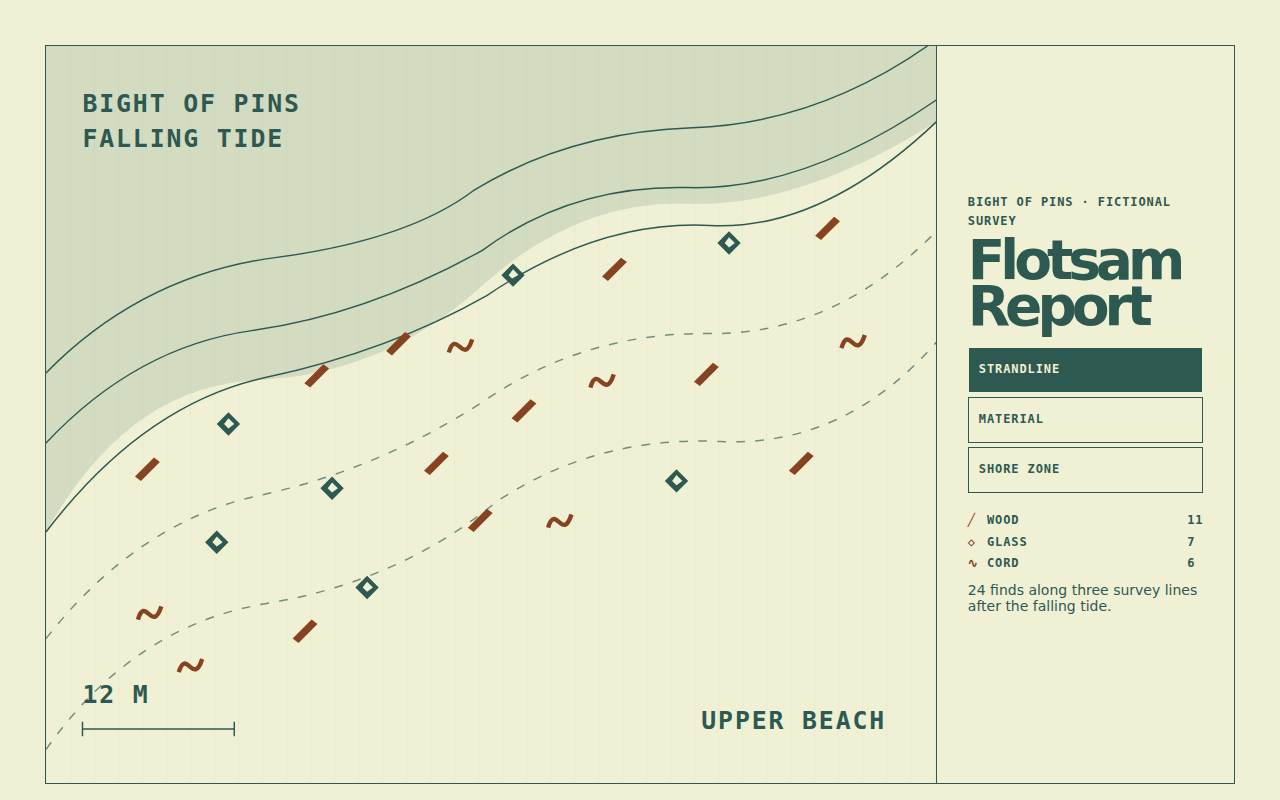 BIGHT OF PINS
FALLING TIDE
12 M
UPPER BEACH
BIGHT OF PINS · FICTIONAL
SURVEY
Flotsam
Report
STRANDLINE
MATERIAL
SHORE ZONE
WOOD 11
GLASS 7
CORD 6
24 finds along three survey lines
after the falling tide.